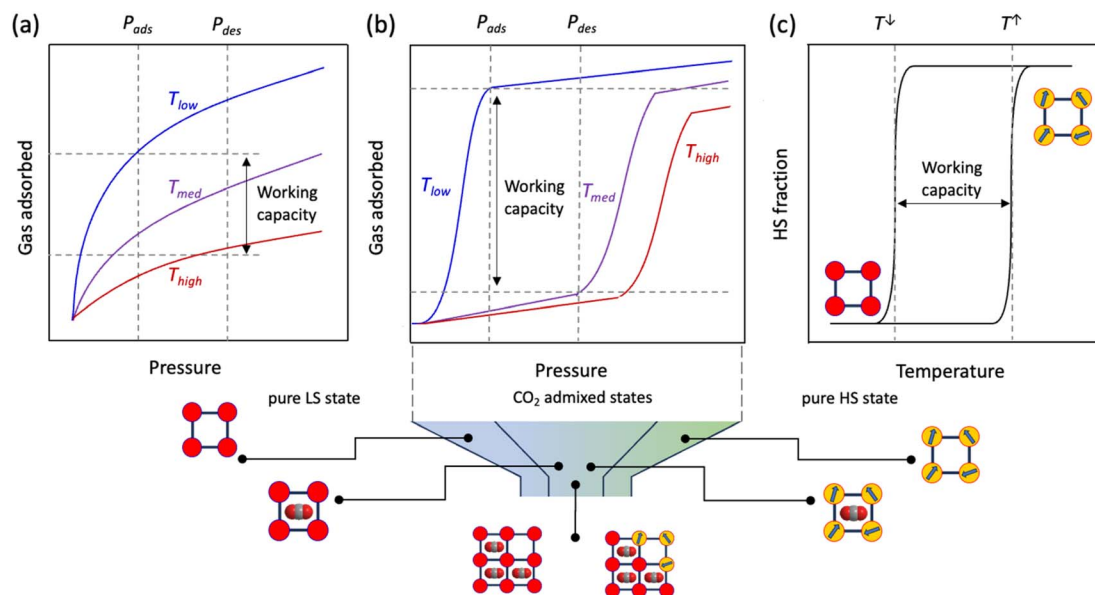 (a)
P_ads
P_des
(b)
P_ads
P_des
(c)
T↓
T↑
Gas adsorbed
T_low
T_med
Working
capacity
T_high
Pressure
Gas adsorbed
T_low
Working
capacity
T_med
T_high
Pressure
HS fraction
Working
capacity
Temperature
pure LS state
CO₂ admixed states
pure HS state